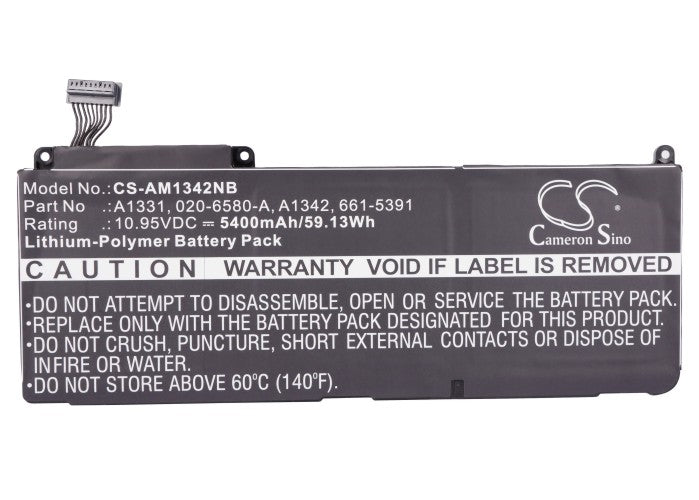 Model No.: CS-AM1342NB
Part No :.A1331, 020-6580-A, A1342, 661-5391
Rating :.10.95VDC ⎓ 5400mAh/59.13Wh
Lithium-Polymer Battery Pack
CS
Cameron Sino
CAUTION WARRANTY VOID IF LABEL IS REMOVED
•DO NOT ATTEMPT TO DISASSEMBLE, OPEN OR SERVICE THE BATTERY PACK.
•REPLACE ONLY WITH THE BATTERY PACK DESIGNATED FOR THIS EQUIPMENT.
•DO NOT CRUSH, PUNCTURE, SHORT EXTERNAL CONTACTS OR DISPOSE OF
INFIRE OR WATER.
•DO NOT STORE ABOVE 60°C (140°F).